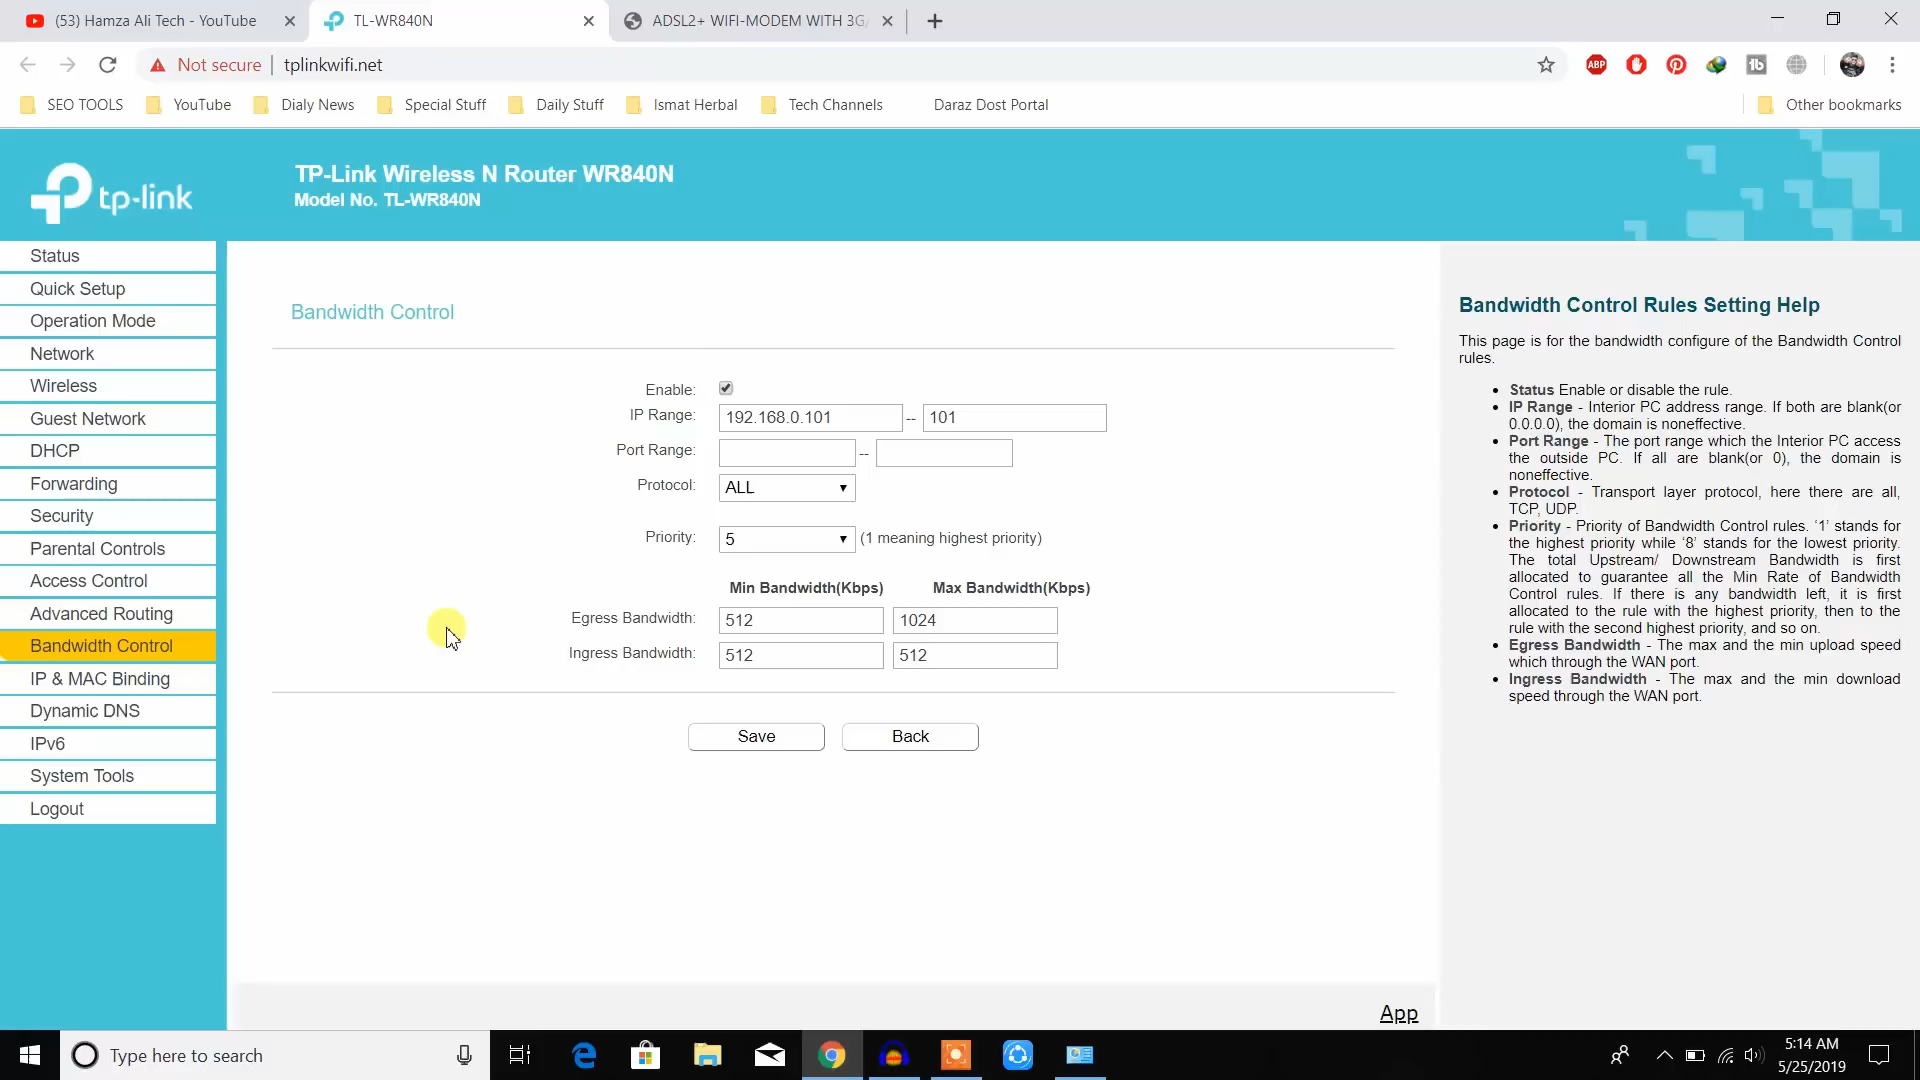 (53) Hamza Ali Tech - YouTube
TL-WR840N
ADSL2+ WIFI-MODEM WITH 3G
Not secure
tplinkwifi.net
ABP
SEO TOOLS
YouTube
Dialy News
Special Stuff
Daily Stuff
Ismat Herbal
Tech Channels
Daraz Dost Portal
Other bookmarks
tp-link
TP-Link Wireless N Router WR840N
Model No. TL-WR840N
Status
Quick Setup
Operation Mode
Network
Wireless
Guest Network
DHCP
Forwarding
Security
Parental Controls
Access Control
Advanced Routing
Bandwidth Control
IP & MAC Binding
Dynamic DNS
IPv6
System Tools
Logout
Bandwidth Control
Enable:
IP Range: 192.168.0.101 -- 101
Port Range: --
Protocol: ALL
Priority: 5 (1 meaning highest priority)
Min Bandwidth(Kbps) Max Bandwidth(Kbps)
Egress Bandwidth: 512 1024
Ingress Bandwidth: 512 512
Save Back
Bandwidth Control Rules Setting Help
This page is for the bandwidth configure of the Bandwidth Control
rules.
Status Enable or disable the rule.
IP Range - Interior PC address range. If both are blank(or
0.0.0.0), the domain is noneffective.
Port Range - The port range which the Interior PC access
the outside PC. If all are blank(or 0), the domain is
noneffective.
Protocol - Transport layer protocol, here there are all,
TCP, UDP.
Priority - Priority of Bandwidth Control rules. ‘1’ stands for
the highest priority while ‘8’ stands for the lowest priority.
The total Upstream/ Downstream Bandwidth is first
allocated to guarantee all the Min Rate of Bandwidth
Control rules. If there is any bandwidth left, it is first
allocated to the rule with the highest priority, then to the
rule with the second highest priority, and so on.
Egress Bandwidth - The max and the min upload speed
which through the WAN port.
Ingress Bandwidth - The max and the min download
speed through the WAN port.
App
Type here to search
5:14 AM
5/25/2019